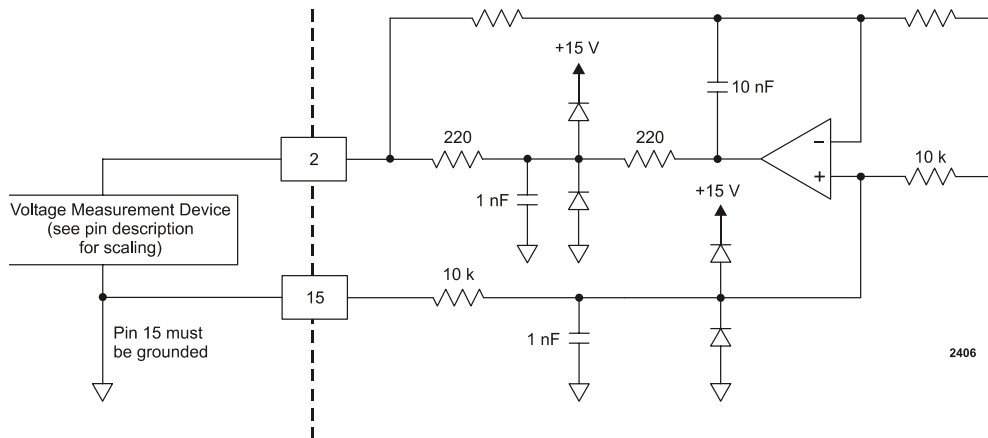 +15 V
10 nF
220
220
2
–
+
10 k
1 nF
+15 V
Voltage Measurement Device
(see pin description
for scaling)
15
10 k
Pin 15 must
be grounded
1 nF
2406